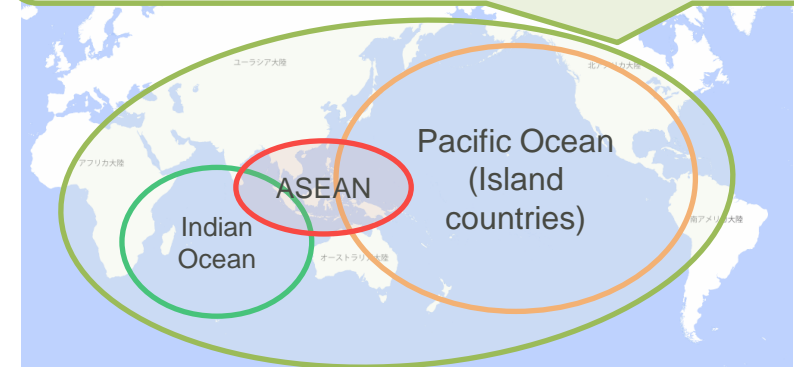 ユーラシア大陸
北アメリカ大陸
Pacific Ocean
(Island
countries)
アフリカ大陸
ASEAN
南アメリカ大陸
Indian
Ocean
オーストラリア大陸